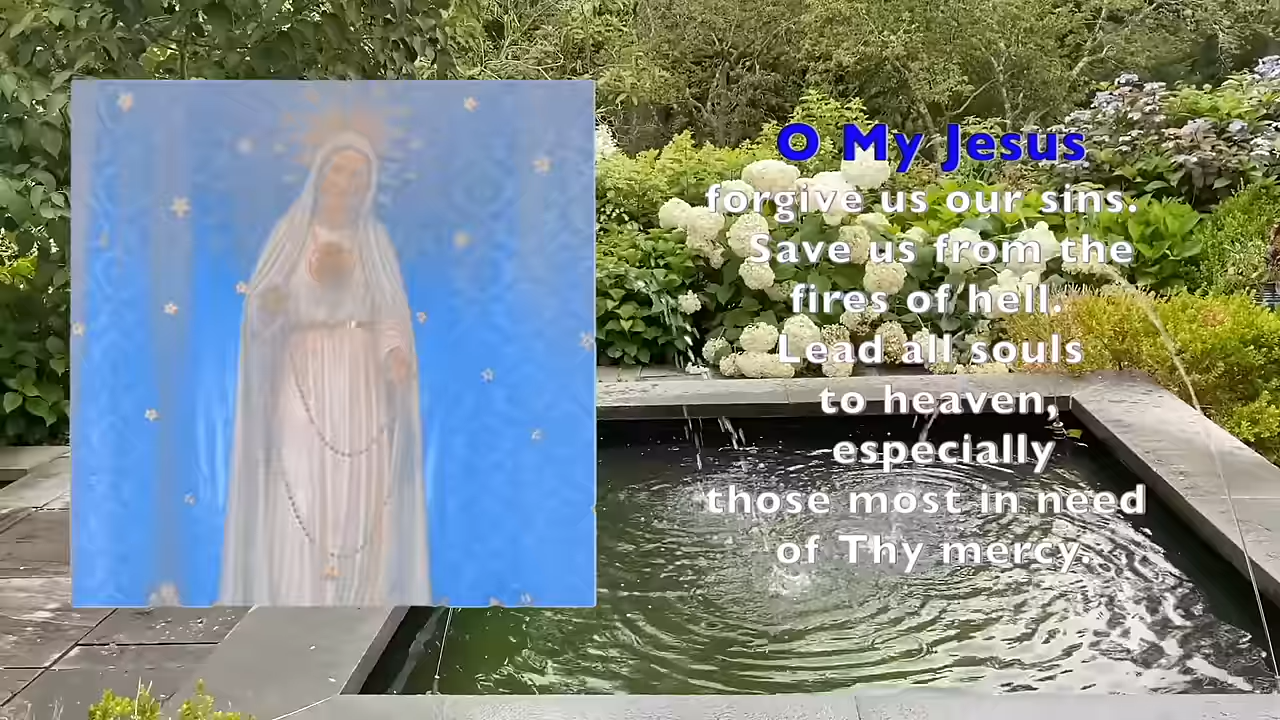 O My Jesus
forgive us our sins.
Save us from the
fires of hell.
Lead all souls
to heaven,
especially
those most in need
of Thy mercy.